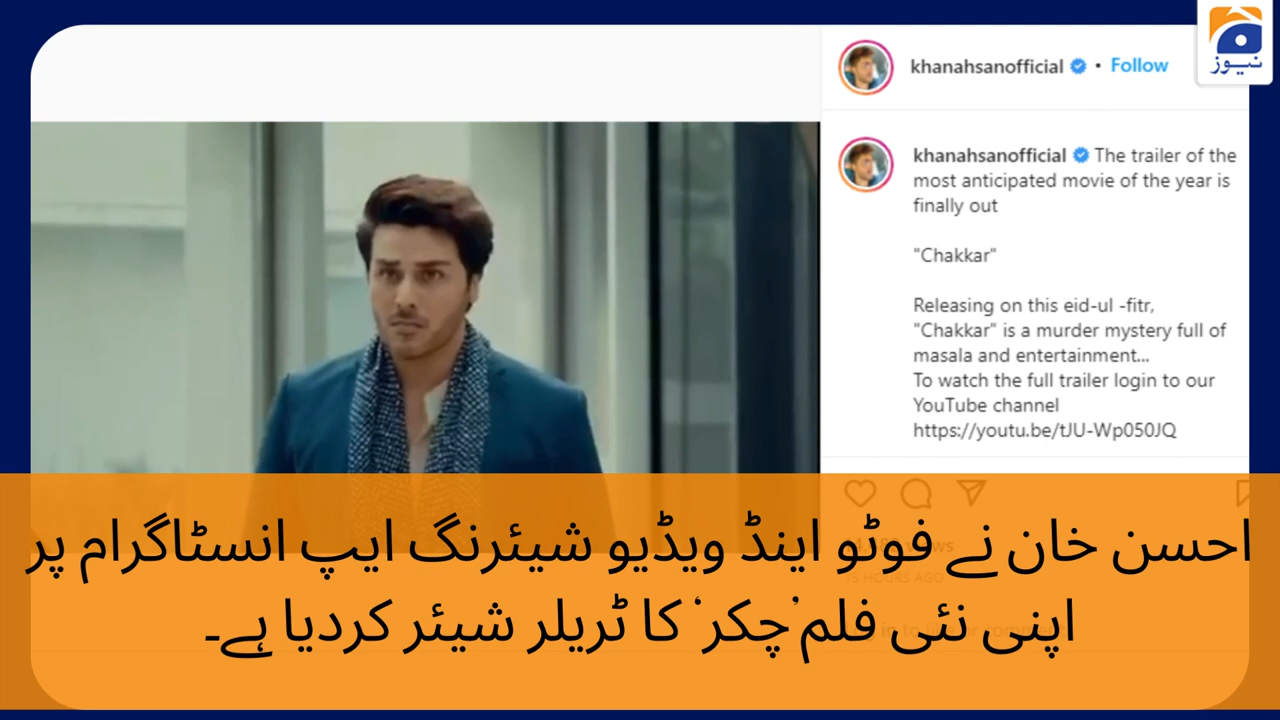 نیوز
khanahsanofficial • Follow
khanahsanofficial The trailer of the
most anticipated movie of the year is
finally out
"Chakkar"
Releasing on this eid-ul -fitr,
"Chakkar" is a murder mystery full of
masala and entertainment...
To watch the full trailer login to our
YouTube channel
https://youtu.be/tJU-Wp050JQ
احسن خان نے فوٹو اینڈ ویڈیو شیئرنگ ایپ انسٹاگرام پر
اپنی نئی فلم ’چکر‘ کا ٹریلر شیئر کردیا ہے۔
HOURS AGO